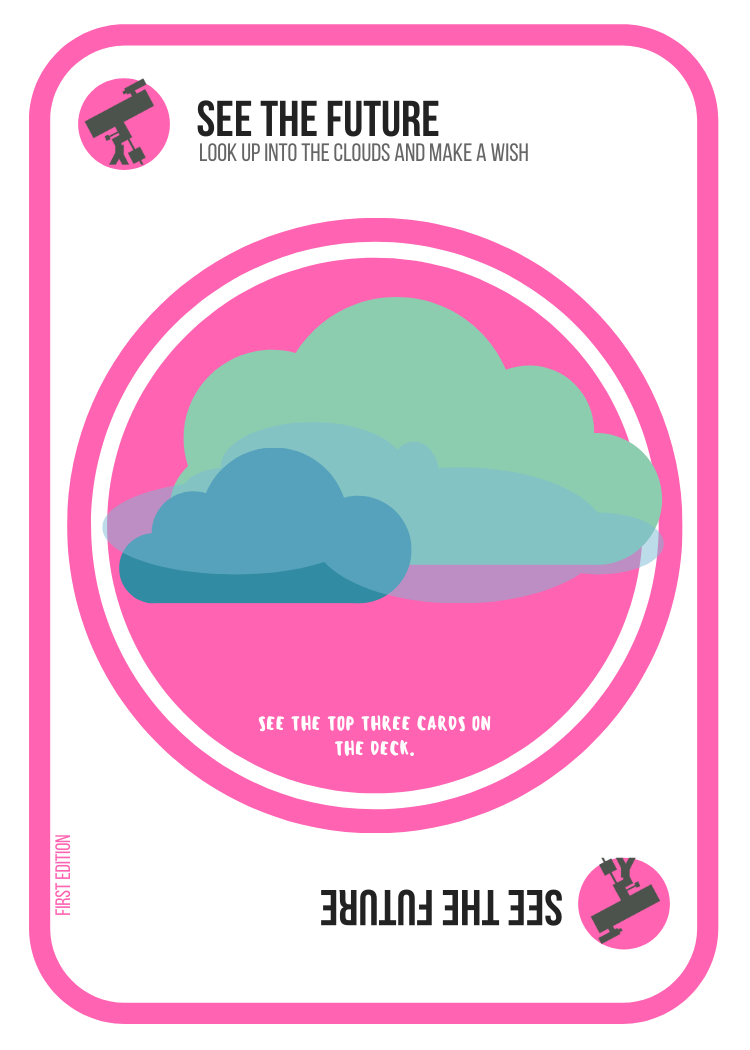 SEE THE FUTURE
LOOK UP INTO THE CLOUDS AND MAKE A WISH
SEE THE TOP THREE CARDS ON
THE DECK.
FIRST EDITION
SEE THE FUTURE